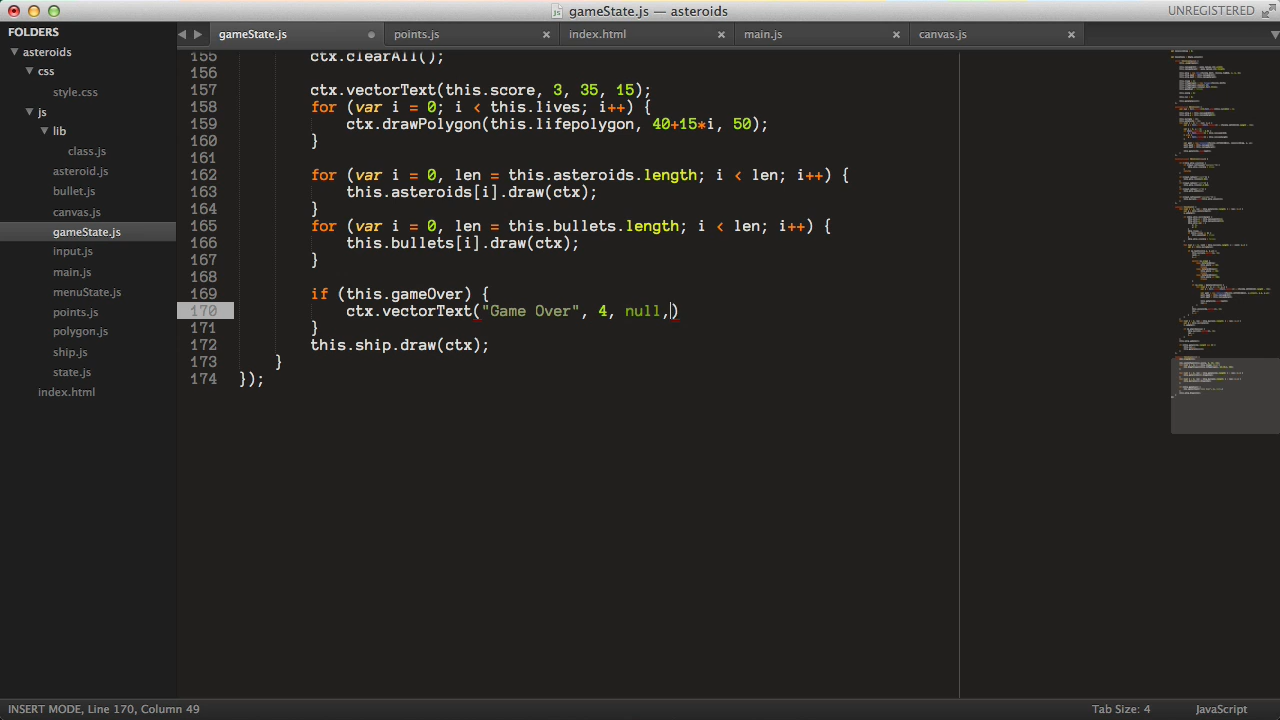 gameState.js — asteroids
UNREGISTERED
FOLDERS
asteroids
css
style.css
js
lib
class.js
asteroid.js
bullet.js
canvas.js
gameState.js
input.js
main.js
menuState.js
points.js
polygon.js
ship.js
state.js
index.html
gameState.js
points.js
index.html
main.js
canvas.js
155 ctx.clearAll();
156
157 ctx.vectorText(this.score, 3, 35, 15);
158 for (var i = 0; i < this.lives; i++) {
159 ctx.drawPolygon(this.lifepolygon, 40+15*i, 50);
160 }
161
162 for (var i = 0, len = this.asteroids.length; i < len; i++) {
163 this.asteroids[i].draw(ctx);
164 }
165 for (var i = 0, len = this.bullets.length; i < len; i++) {
166 this.bullets[i].draw(ctx);
167 }
168
169 if (this.gameOver) {
170 ctx.vectorText("Game Over", 4, null,)
171 }
172 this.ship.draw(ctx);
173 }
174 });
INSERT MODE, Line 170, Column 49
Tab Size: 4
JavaScript